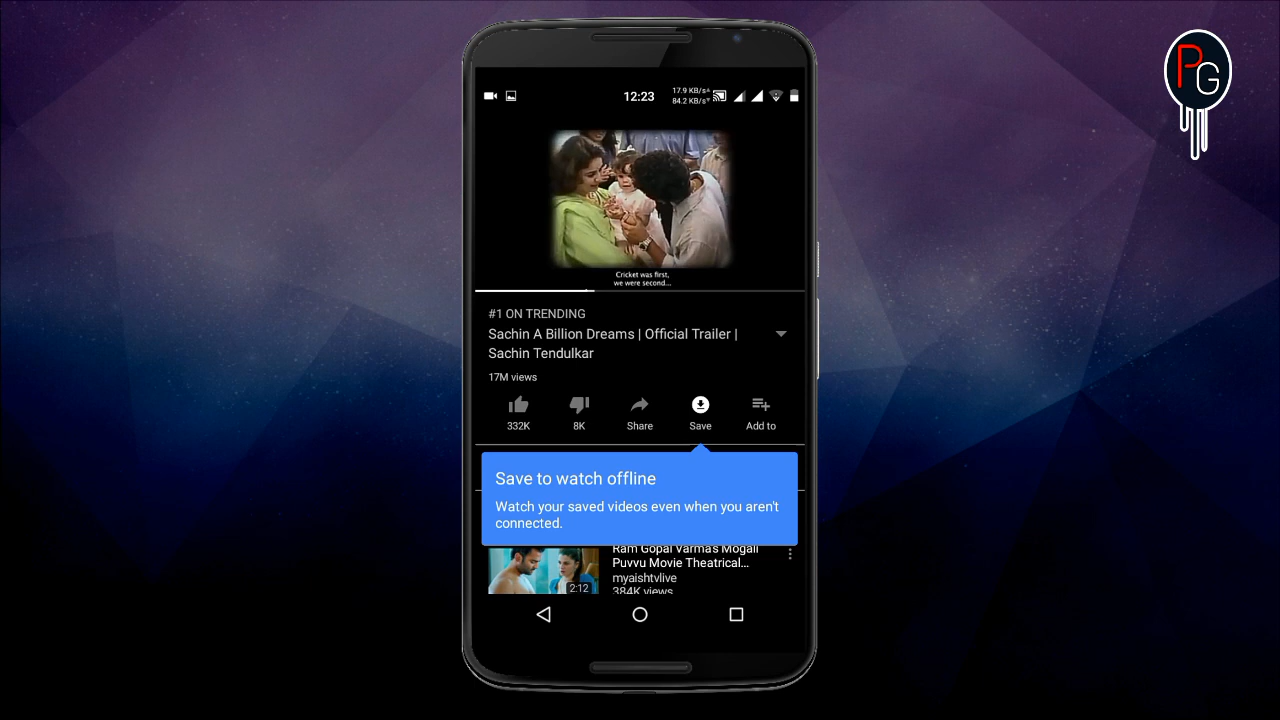 PG
12:23
17.9 KB/s
84.2 KB/s
Cricket was first,
we were second...
#1 ON TRENDING
Sachin A Billion Dreams | Official Trailer |
Sachin Tendulkar
17M views
332K
8K
Share
Save
Add to
Save to watch offline
Watch your saved videos even when you aren't
connected.
Ram Gopal Varma's Mogali
Puvvu Movie Theatrical...
myaishtvlive
384K views
2:12